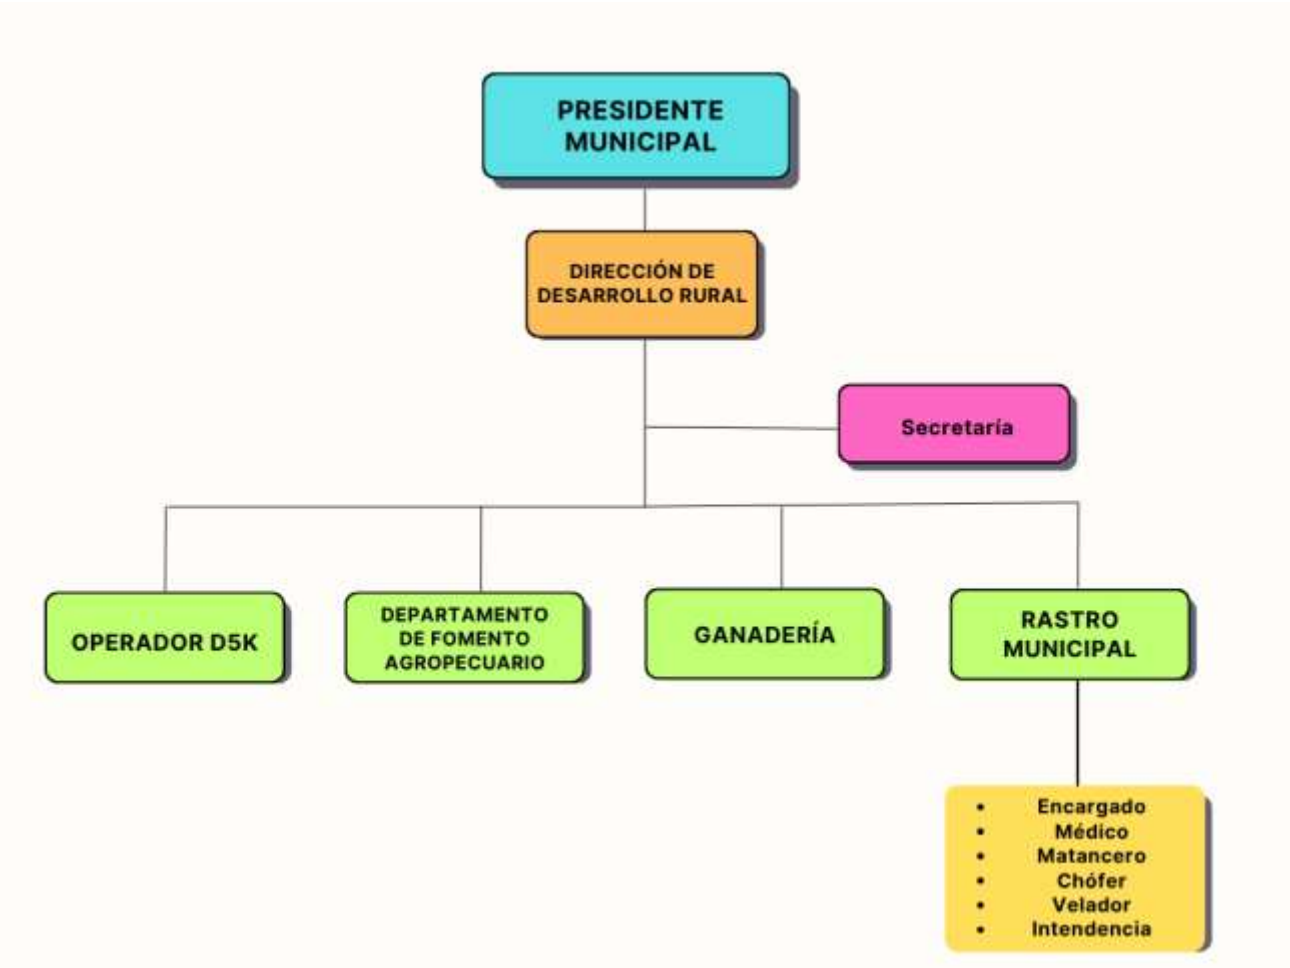 PRESIDENTE
MUNICIPAL
DIRECCIÓN DE
DESARROLLO RURAL
Secretaría
OPERADOR D5K
DEPARTAMENTO
DE FOMENTO
AGROPECUARIO
GANADERÍA
RASTRO
MUNICIPAL
• Encargado
• Médico
• Matancero
• Chófer
• Velador
• Intendencia